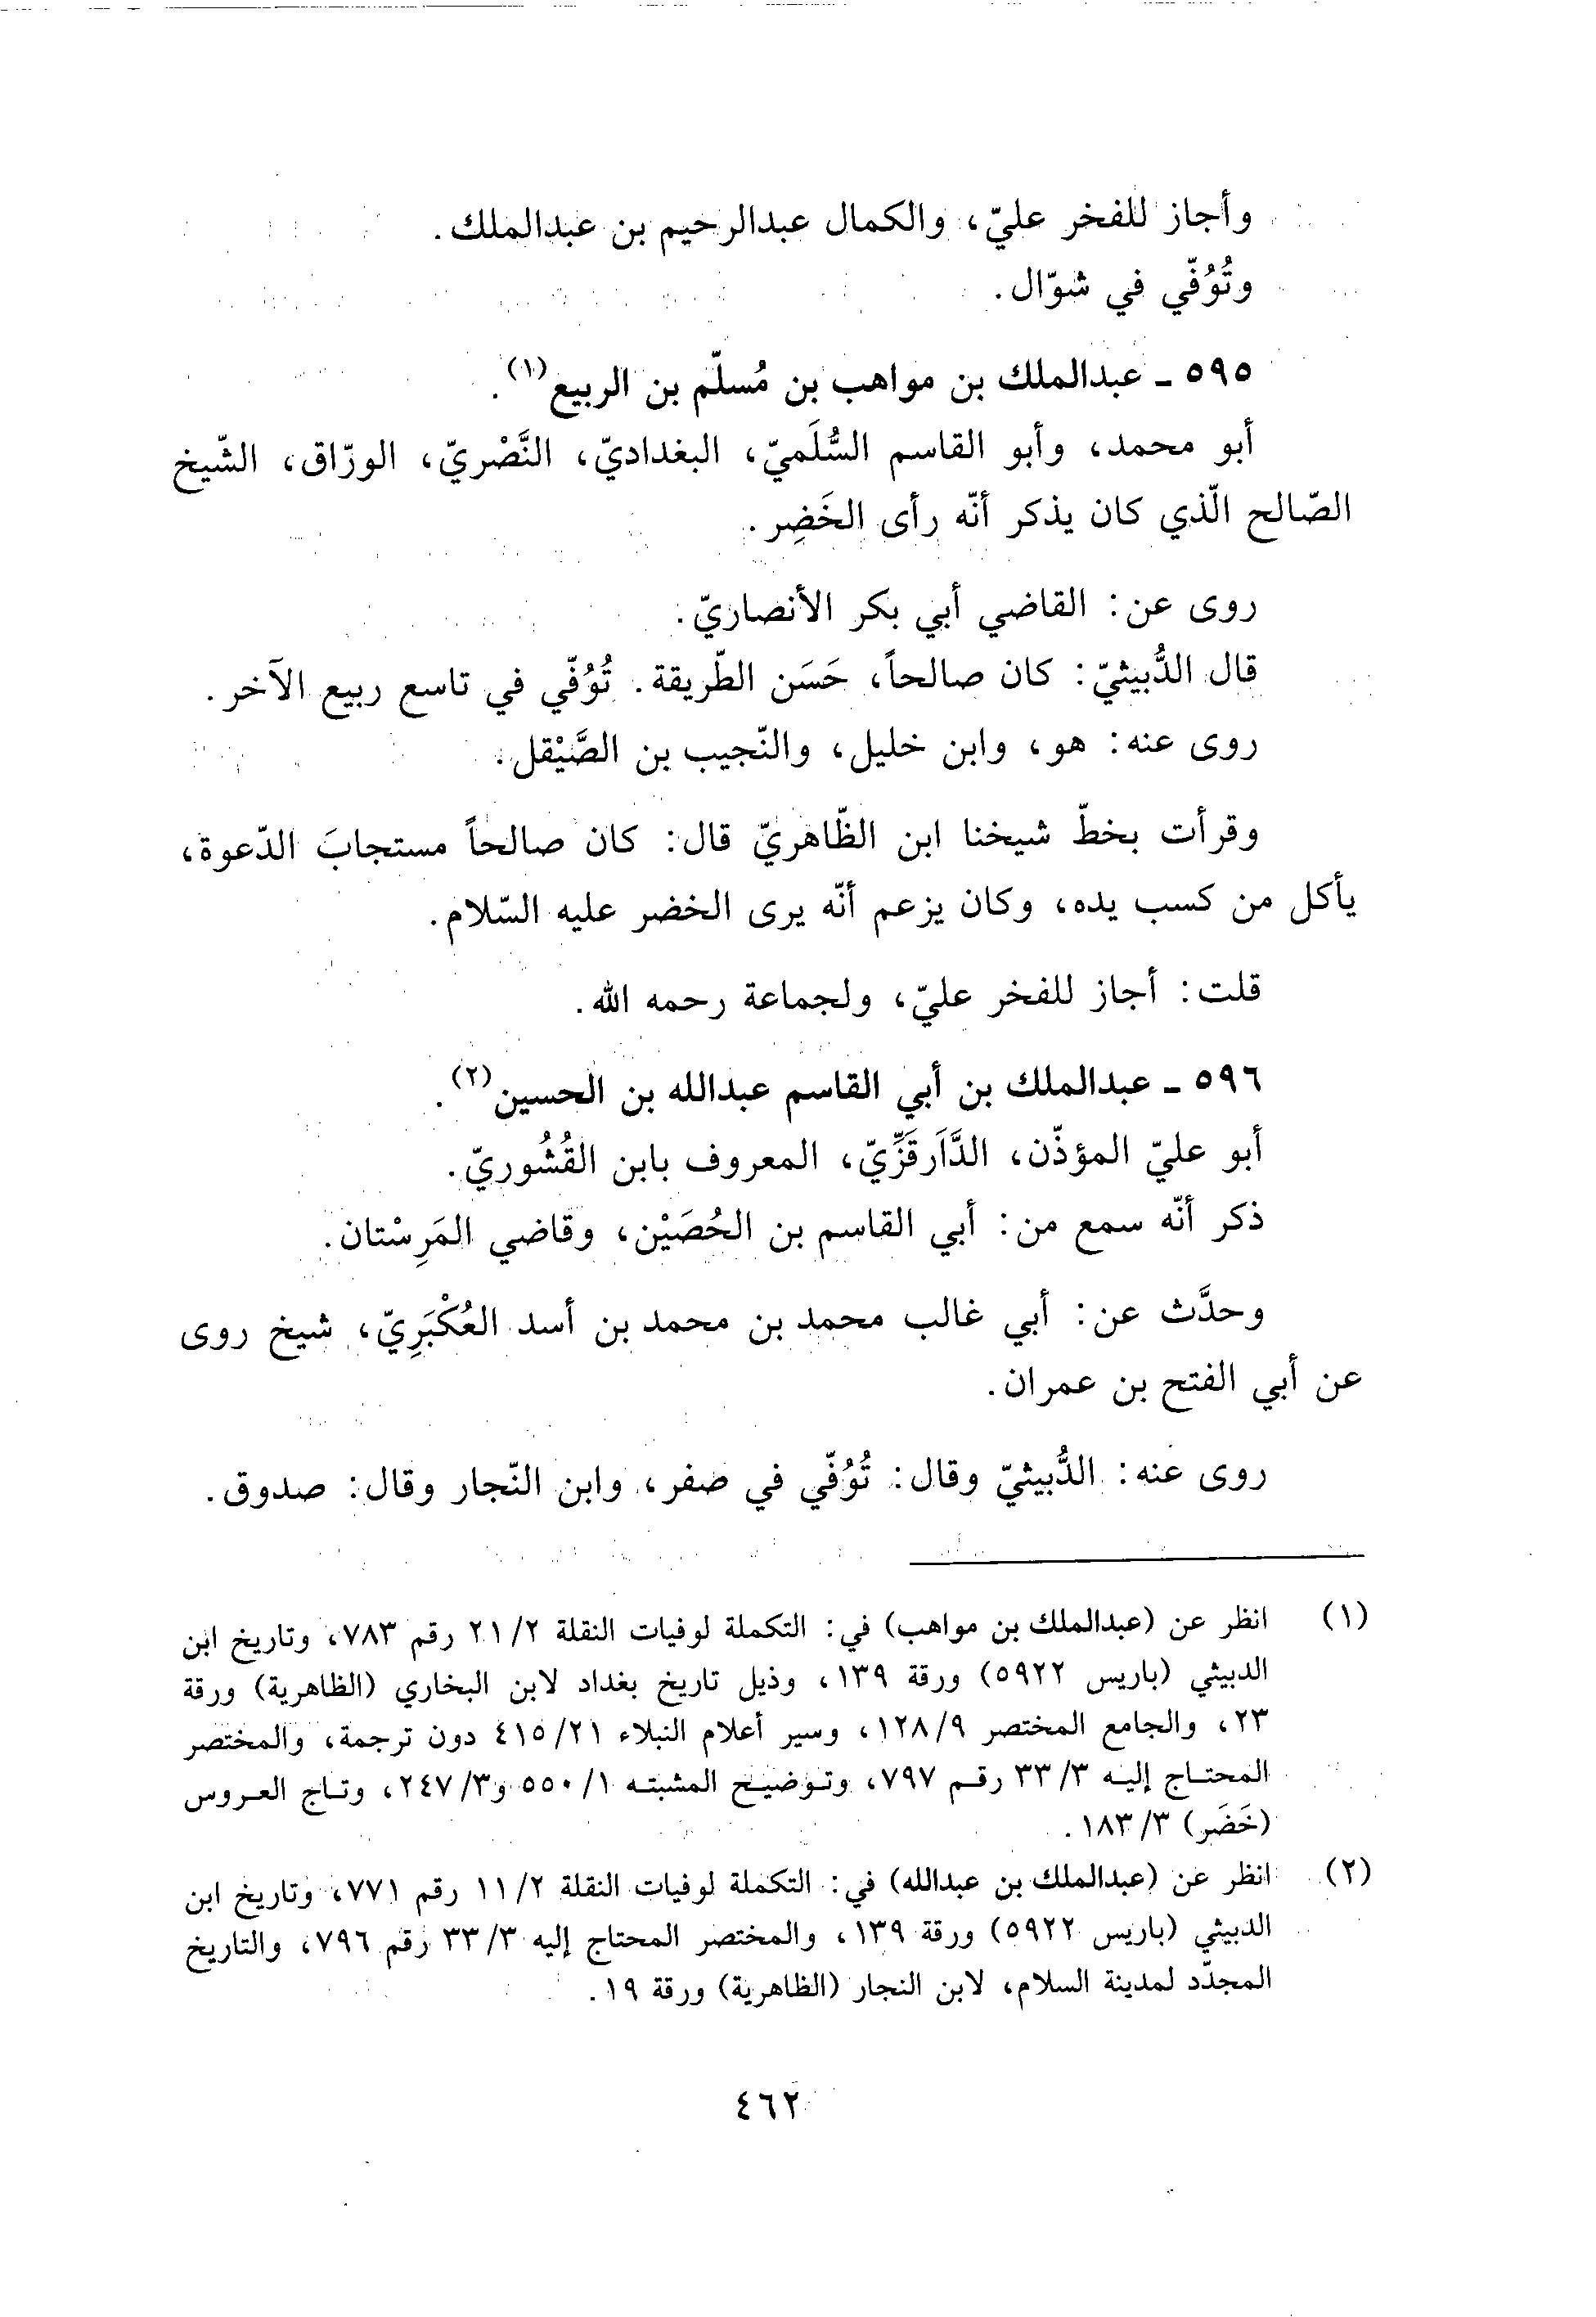 وأجاز للفخر عليّ، والكمال عبدالرحيم بن عبدالملك.
وتُوُفّي في شوّال.
٥٩٥ ـ عبدالملك بن مواهب بن مُسلّم بن الربيع(١).
أبو محمد، وأبو القاسم السُّلَميّ، البغداديّ، النَّصْريّ، الورّاق، الشّيخ
الصّالح الّذي كان يذكر أنّه رأى الخَضِر.
روى عن: القاضي أبي بكر الأنصاريّ.
قال الدُّبيثيّ: كان صالحاً، حَسَن الطّريقة. تُوُفّي في تاسع ربيع الآخر.
روى عنه: هو، وابن خليل، والنّجيب بن الصَّيْقل.
وقرأت بخطّ شيخنا ابن الظّاهريّ قال: كان صالحاً مستجابَ الدّعوة،
يأكل من كسب يده، وكان يزعم أنّه يرى الخضر عليه السّلام.
قلت: أجاز للفخر عليّ، ولجماعة رحمه الله.
٥٩٦ ـ عبدالملك بن أبي القاسم عبدالله بن الحسين(٢).
أبو عليّ المؤذّن، الدَّاَرقَزِّيّ، المعروف بابن القُشُوريّ.
ذكر أنّه سمع من: أبي القاسم بن الحُصَيْن، وقاضي المَرِسْتان.
وحدَّث عن: أبي غالب محمد بن محمد بن أسد العُكْبَرِيّ، شيخ روى
عن أبي الفتح بن عمران.
روى عنه: الدُّبيثيّ وقال: تُوُفّي في صفر، وابن النّجار وقال: صدوق.
(١) انظر عن (عبدالملك بن مواهب) في: التكملة لوفيات النقلة ٢/ ٢١ رقم ٧٨٣، وتاريخ ابن
الدبيثي (باريس ٥٩٢٢) ورقة ١٣٩، وذيل تاريخ بغداد لابن البخاري (الظاهرية) ورقة
٢٣، والجامع المختصر ٩/ ١٢٨، وسير أعلام النبلاء ٢١/ ٤١٥ دون ترجمة، والمختصر
المحتاج إليه ٣/ ٣٣ رقم ٧٩٧، وتوضيح المشبته ١/ ٥٥٠ و٣/ ٢٤٧، وتاج العروس
(خَضَر) ٣/ ١٨٣.
(٢) انظر عن (عبدالملك بن عبدالله) في: التكملة لوفيات النقلة ٢/ ١١ رقم ٧٧١، وتاريخ ابن
الدبيثي (باريس ٥٩٢٢) ورقة ١٣٩، والمختصر المحتاج إليه ٣/ ٣٣ رقم ٧٩٦، والتاريخ
المجدّد لمدينة السلام، لابن النجار (الظاهرية) ورقة ١٩.
٤٦٢